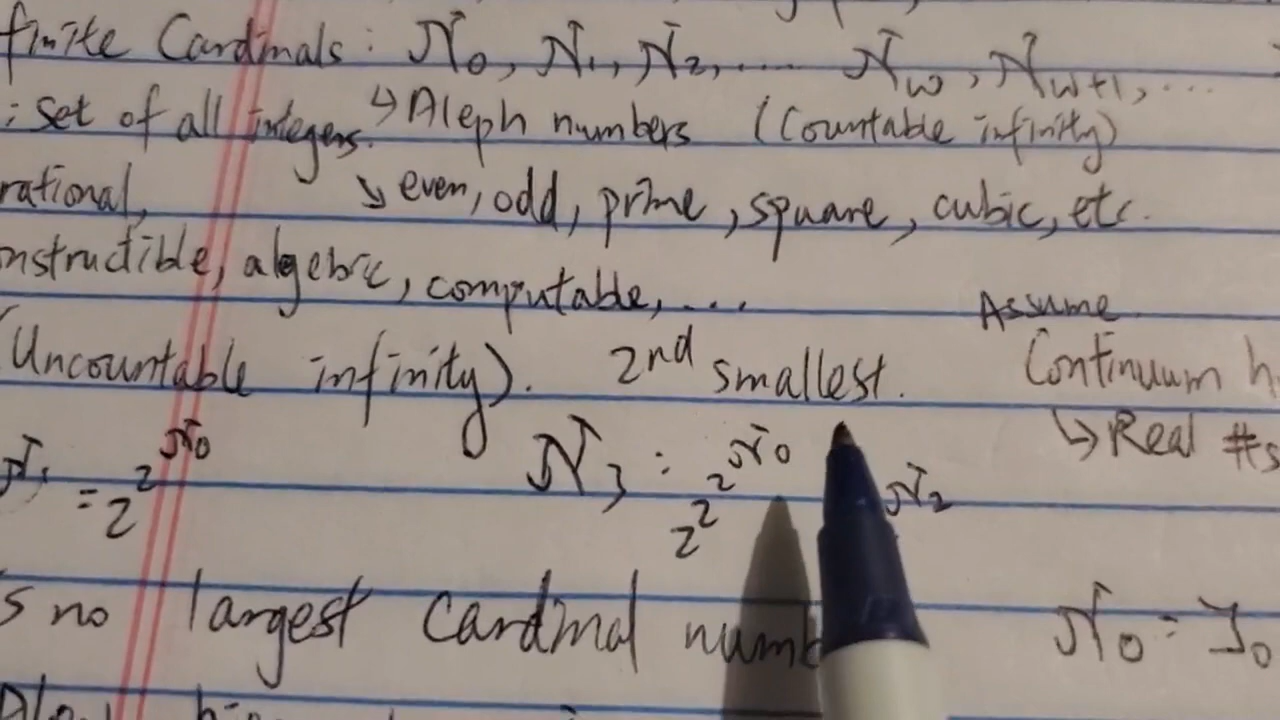 finite Cardinals: ℵ₀, ℵ₁, ℵ₂, .... ℵω, ℵω+1, ...
: set of all integers. ↳ Aleph numbers (Countable infinity)
rational, ↘ even, odd, prime, square, cubic, etc.
nstructible, algebric, computable, ...
Assume
(Uncountable infinity). 2nd smallest. Continuum h
↳ Real #s
ℵ₁ = 2^2^ℵ₀ ℵ₃ : 2^2^2^ℵ₀ ℵ₂
s no largest cardinal numb ℵ₀ = ℶ₀